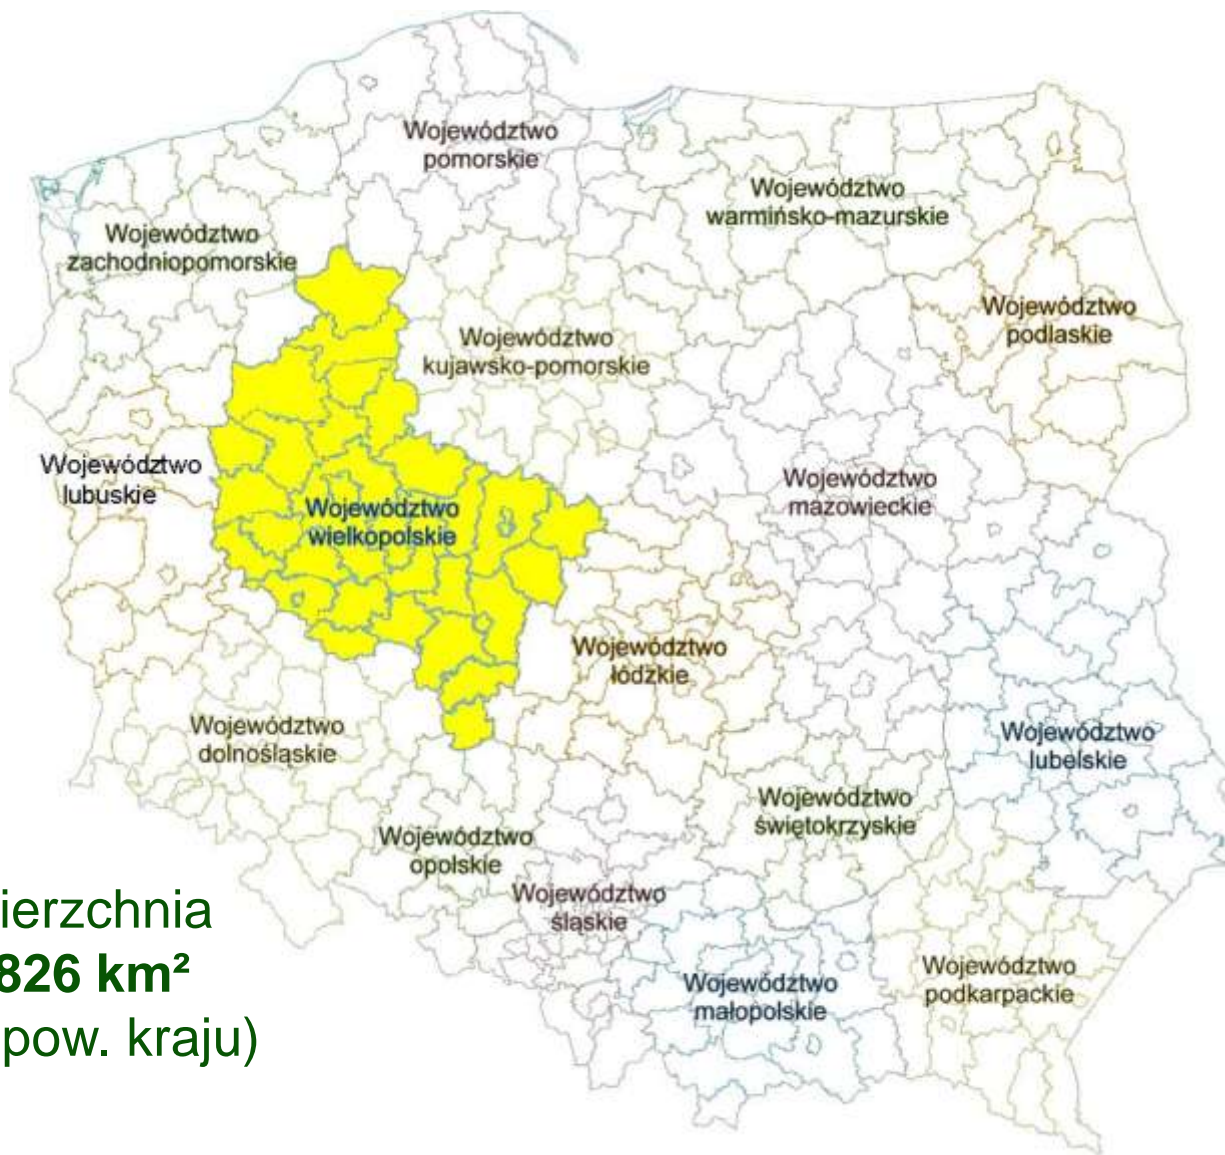 Województwo
pomorskie
Województwo
warmińsko-mazurskie
Województwo
zachodniopomorskie
Województwo
podlaskie
Województwo
kujawsko-pomorskie
Województwo
lubuskie
Województwo
mazowieckie
Województwo
wielkopolskie
Województwo
łódzkie
Województwo
dolnośląskie
Województwo
lubelskie
Województwo
świętokrzyskie
Województwo
opolskie
Województwo
śląskie
Województwo
podkarpackie
Województwo
małopolskie
ierzchnia
826 km²
pow. kraju)